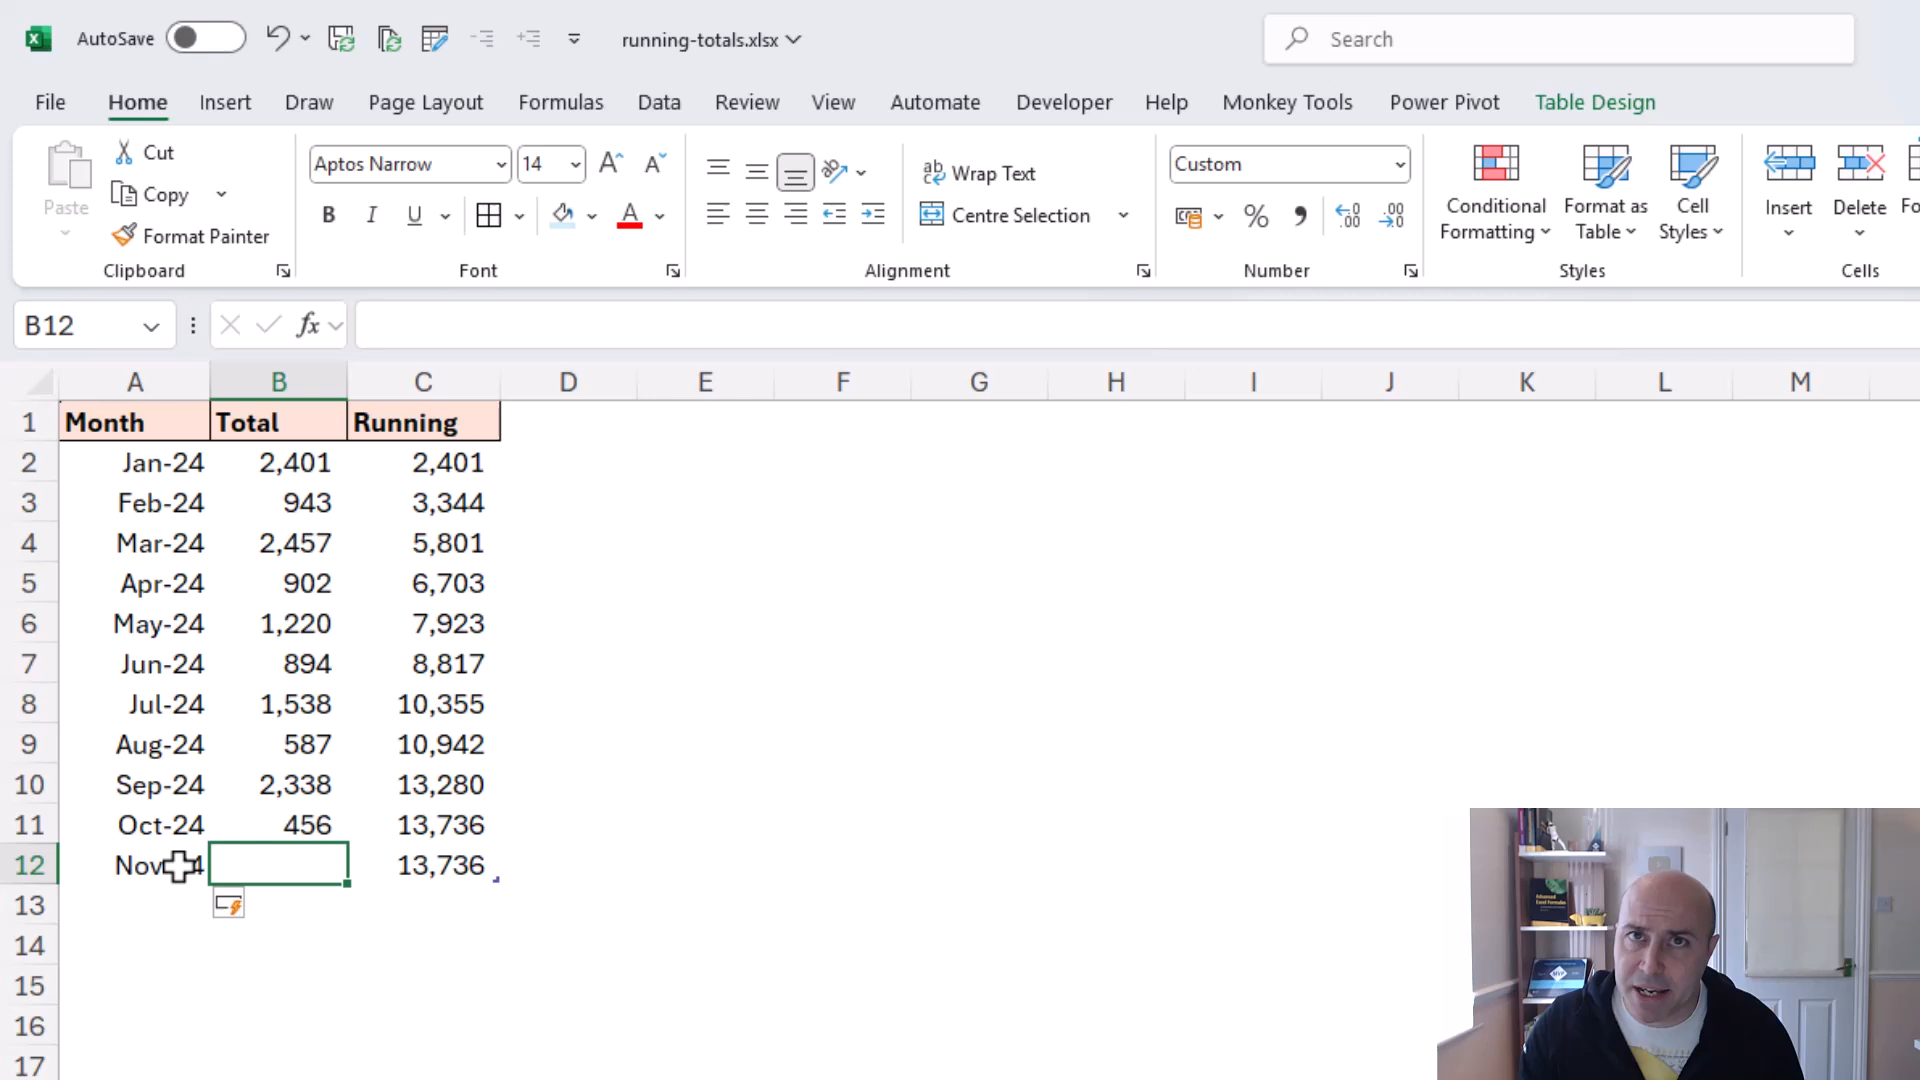 AutoSave running-totals.xlsx Search
File Home Insert Draw Page Layout Formulas Data Review View Automate Developer Help Monkey Tools Power Pivot Table Design
Paste Cut Copy Format Painter Clipboard
Aptos Narrow 14 B I U A Font
ab Wrap Text Centre Selection Alignment
Custom % Number
Conditional Formatting Format as Table Cell Styles Styles
Insert Delete Cells
B12 fx
A B C D E F G H I J K L M
1 Month Total Running
2 Jan-24 2,401 2,401
3 Feb-24 943 3,344
4 Mar-24 2,457 5,801
5 Apr-24 902 6,703
6 May-24 1,220 7,923
7 Jun-24 894 8,817
8 Jul-24 1,538 10,355
9 Aug-24 587 10,942
10 Sep-24 2,338 13,280
11 Oct-24 456 13,736
12 Nov 4 13,736
13
14
15
16
17